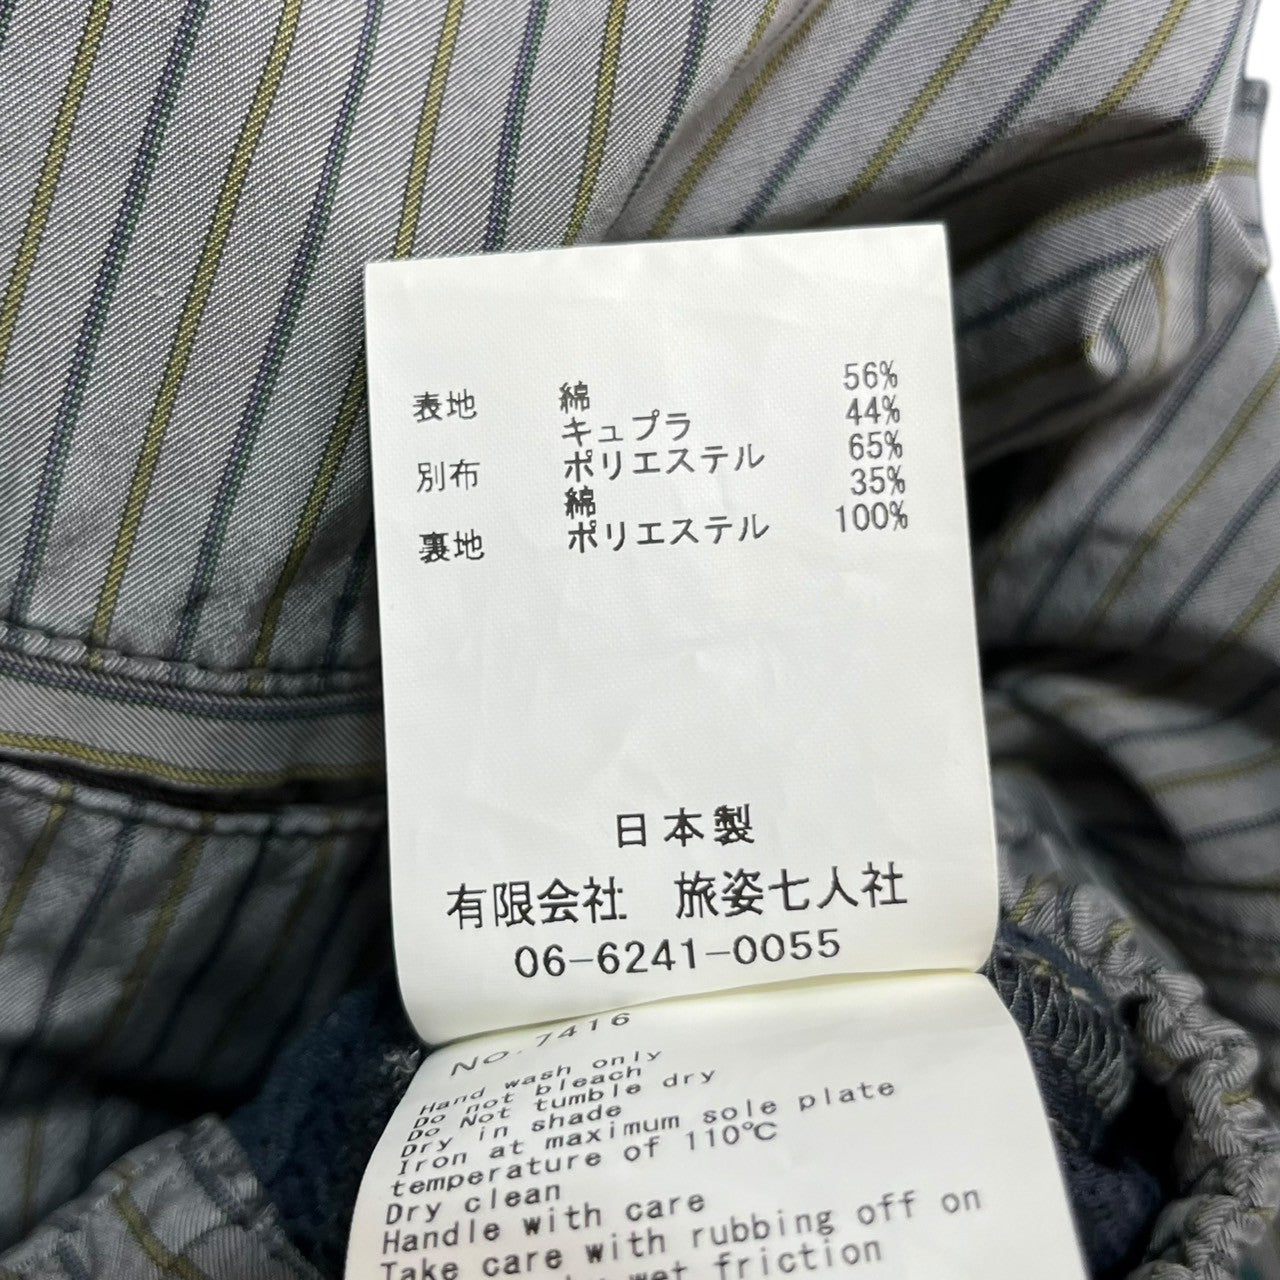 表地 綿 56%
キュプラ 44%
別布 ポリエステル 65%
綿 35%
裏地 ポリエステル 100%
日本製
有限会社 旅姿七人社
06-6241-0055
NO.7416
Hand wash only
Do not bleach
Do Not tumble dry
Dry in shade
Iron at maximum sole plate
temperature of 110℃
Dry clean
Handle with care
Take care with rubbing off on
wet friction